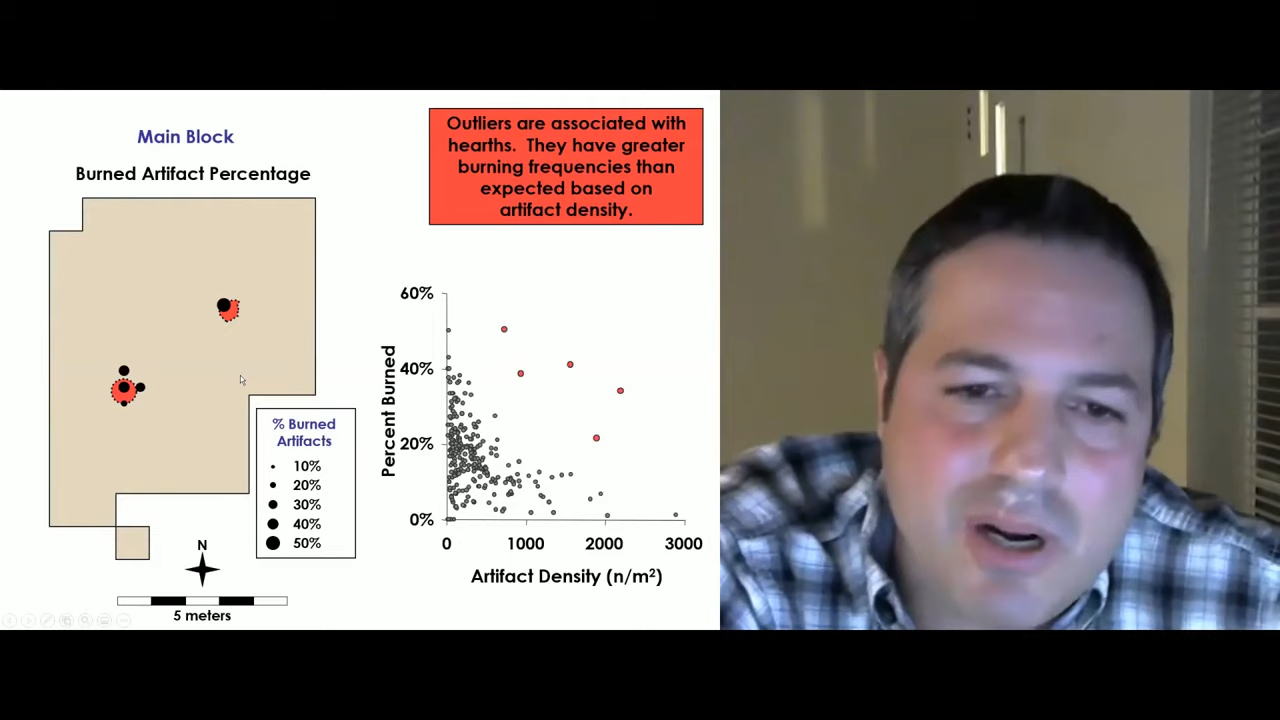 Main Block
Burned Artifact Percentage
% Burned
Artifacts
10%
20%
30%
40%
50%
N
5 meters
Outliers are associated with
hearths. They have greater
burning frequencies than
expected based on
artifact density.
60%
40%
20%
0%
Percent Burned
0
1000
2000
3000
Artifact Density (n/m²)